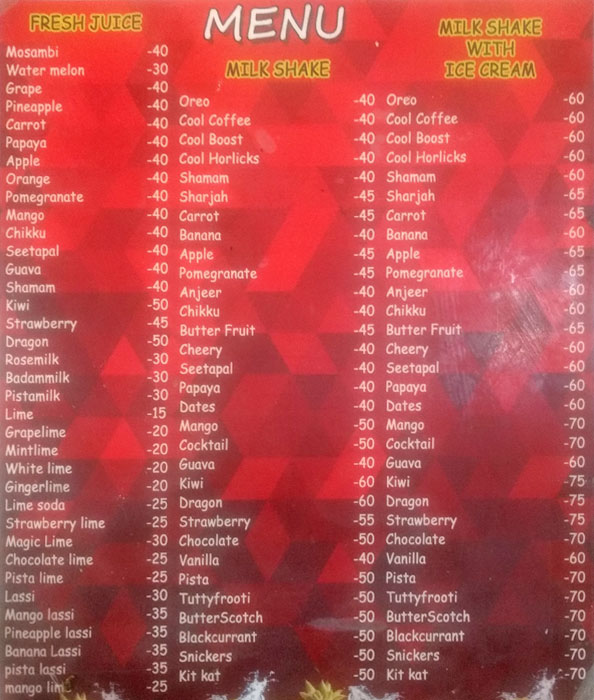 MENU
FRESH JUICE
Mosambi -40
Water melon -30
Grape -40
Pineapple -40
Carrot -40
Papaya -40
Apple -40
Orange -40
Pomegranate -40
Mango -40
Chikku -40
Seetapal -40
Guava -40
Shamam -40
Kiwi -50
Strawberry -45
Dragon -50
Rosemilk -30
Badammilk -30
Pistamilk -30
Lime -15
Grapelime -20
Mintlime -20
White lime -20
Gingerlime -20
Lime soda -25
Strawberry lime -25
Magic Lime -30
Chocolate lime -25
Pista lime -25
Lassi -30
Mango lassi -35
Pineapple lassi -35
Banana Lassi -35
pista lassi -35
mango lime -25
MILK SHAKE
Oreo -40
Cool Coffee -40
Cool Boost -40
Cool Horlicks -40
Shamam -40
Sharjah -45
Carrot -45
Banana -40
Apple -45
Pomegranate -45
Anjeer -40
Chikku -40
Butter Fruit -45
Cheery -40
Seetapal -40
Papaya -40
Dates -40
Mango -50
Cocktail -50
Guava -40
Kiwi -60
Dragon -60
Strawberry -55
Chocolate -50
Vanilla -40
Pista -50
Tuttyfrooti -50
ButterScotch -50
Blackcurrant -50
Snickers -50
Kit kat -50
MILK SHAKE
WITH
ICE CREAM
Oreo -60
Cool Coffee -60
Cool Boost -60
Cool Horlicks -60
Shamam -60
Sharjah -65
Carrot -65
Banana -60
Apple -65
Pomegranate -65
Anjeer -60
Chikku -60
Butter Fruit -65
Cheery -60
Seetapal -60
Papaya -60
Dates -60
Mango -70
Cocktail -70
Guava -60
Kiwi -75
Dragon -75
Strawberry -75
Chocolate -70
Vanilla -60
Pista -70
Tuttyfrooti -70
ButterScotch -70
Blackcurrant -70
Snickers -70
Kit kat -70